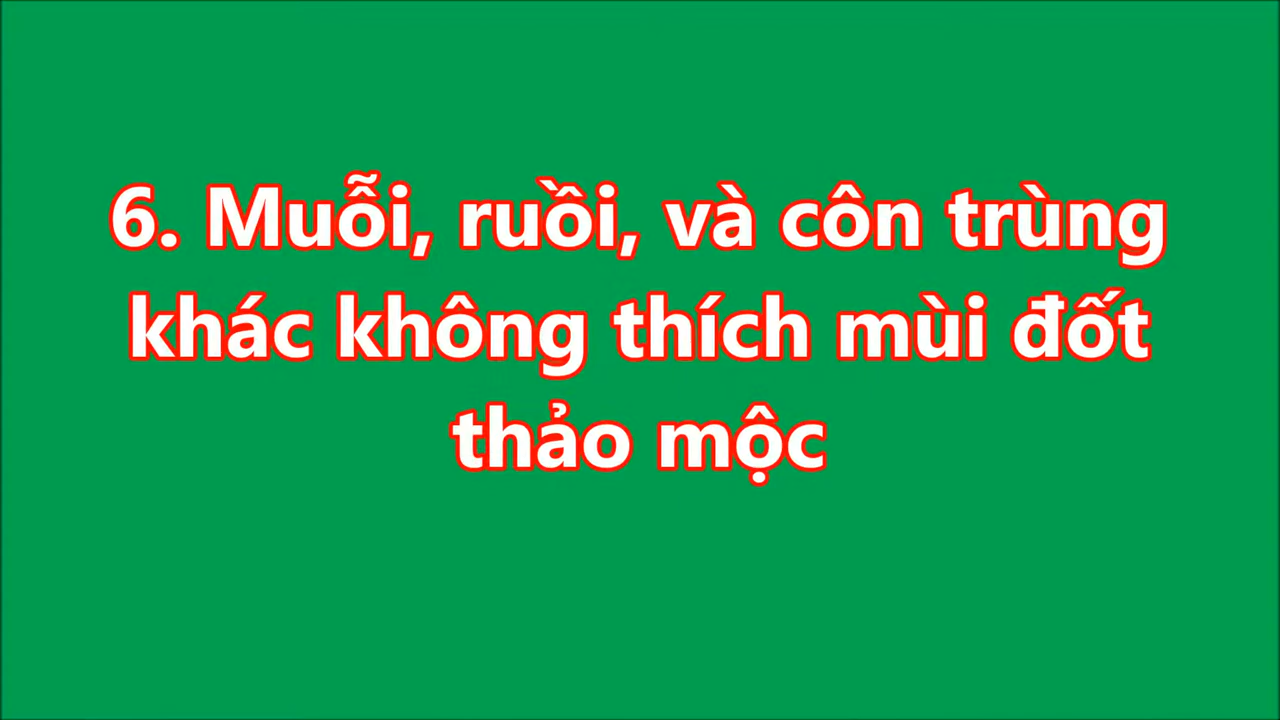 6. Muỗi, ruồi, và côn trùng
khác không thích mùi đốt
thảo mộc